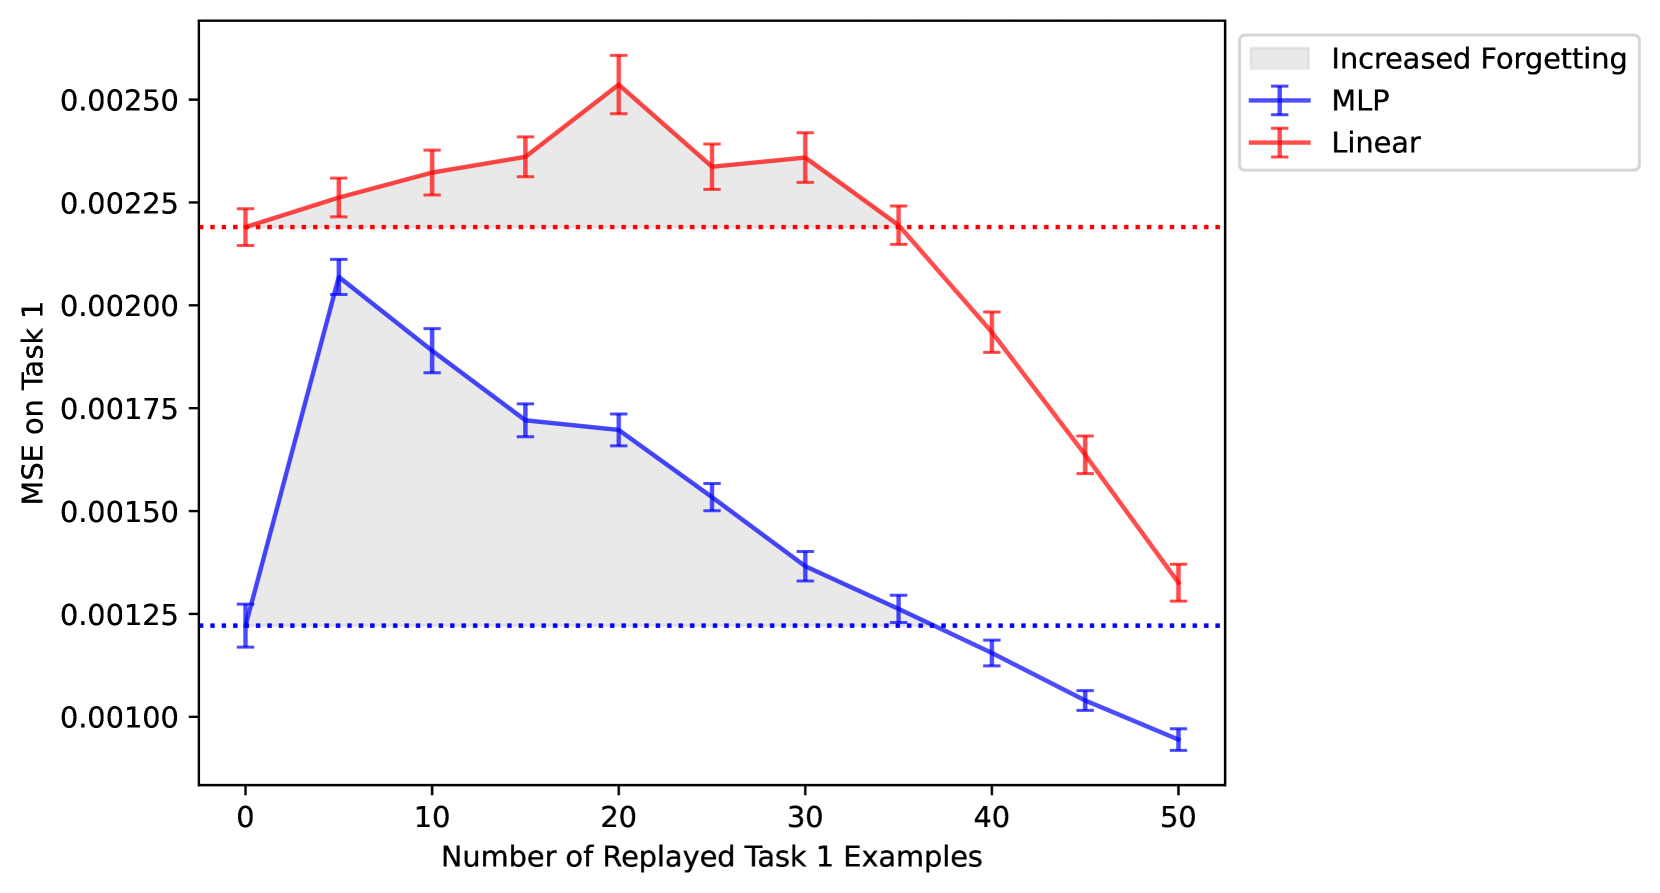 Increased Forgetting
MLP
Linear
0.00250
0.00225
0.00200
0.00175
0.00150
0.00125
0.00100
MSE on Task 1
0 10 20 30 40 50
Number of Replayed Task 1 Examples